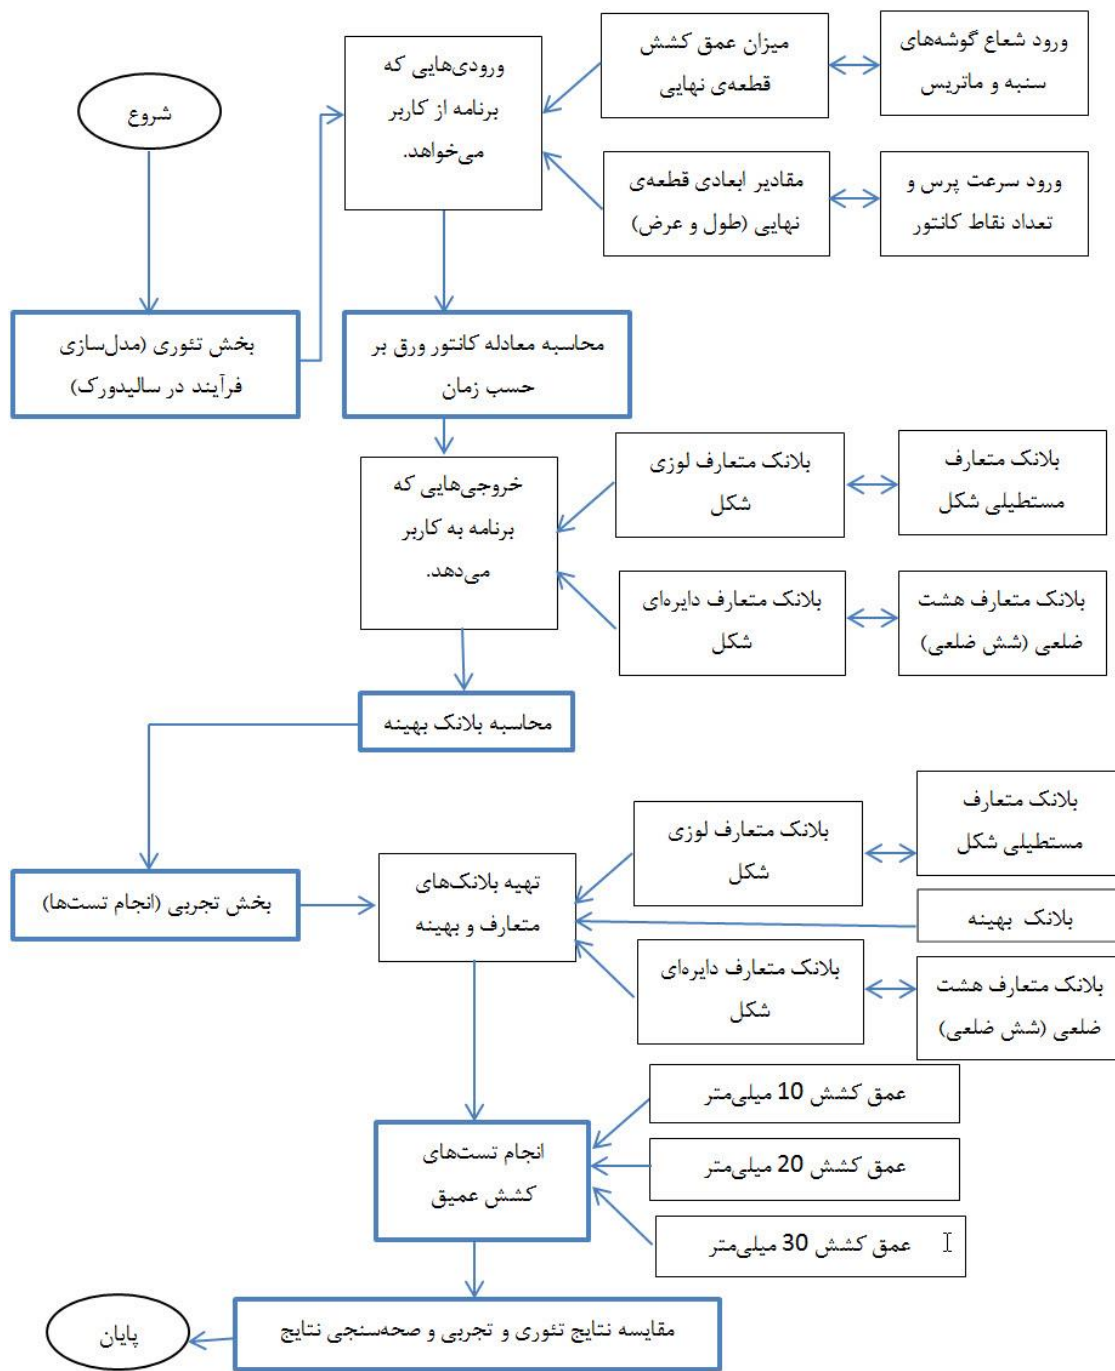 شروع
بخش تئوری (مدل‌سازی
فرآیند در سالیدورک)
ورودی‌هایی که
برنامه از کاربر
می‌خواهد.
میزان عمق کشش
قطعه‌ی نهایی
ورود شعاع گوشه‌های
سنبه و ماتریس
مقادیر ابعادی قطعه‌ی
نهایی (طول و عرض)
ورود سرعت پرس و
تعداد نقاط کانتور
محاسبه معادله کانتور ورق بر
حسب زمان
خروجی‌هایی که
برنامه به کاربر
می‌دهد.
بلانک متعارف لوزی
شکل
بلانک متعارف
مستطیلی شکل
بلانک متعارف دایره‌ای
شکل
بلانک متعارف هشت
ضلعی (شش ضلعی)
محاسبه بلانک بهینه
بخش تجربی (انجام تست‌ها)
تهیه بلانک‌های
متعارف و بهینه
بلانک متعارف لوزی
شکل
بلانک متعارف
مستطیلی شکل
بلانک بهینه
بلانک متعارف دایره‌ای
شکل
بلانک متعارف هشت
ضلعی (شش ضلعی)
انجام تست‌های
کشش عمیق
عمق کشش 10 میلی‌متر
عمق کشش 20 میلی‌متر
عمق کشش 30 میلی‌متر
مقایسه نتایج تئوری و تجربی و صحه‌سنجی نتایج
پایان